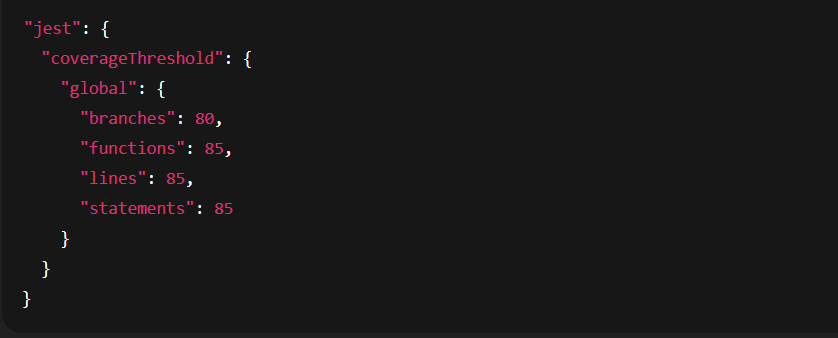 "jest": {
  "coverageThreshold": {
    "global": {
      "branches": 80,
      "functions": 85,
      "lines": 85,
      "statements": 85
    }
  }
}